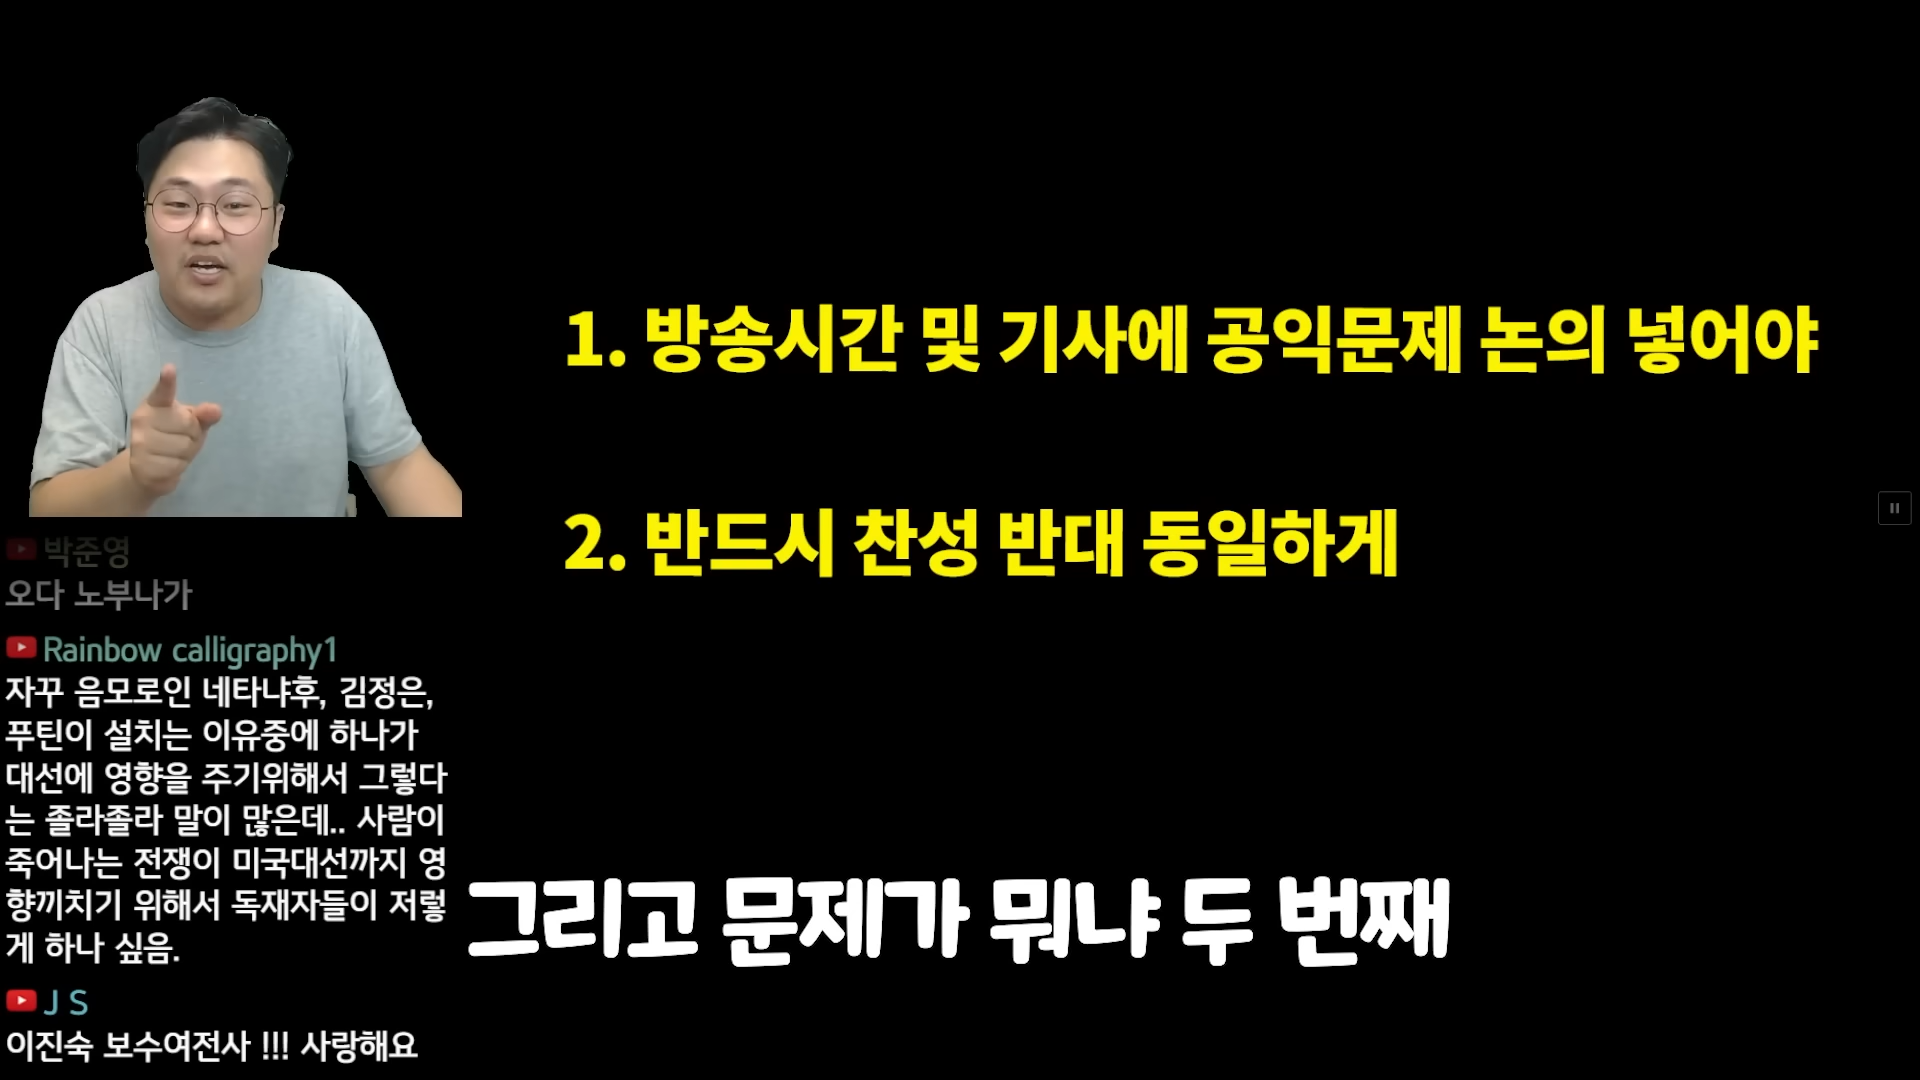 1. 방송시간 및 기사에 공익문제 논의 넣어야
2. 반드시 찬성 반대 동일하게
박준영
오다 노부나가
Rainbow calligraphy1
자꾸 음모로인 네타냐후, 김정은,
푸틴이 설치는 이유중에 하나가
대선에 영향을 주기위해서 그렇다
는 졸라졸라 말이 많은데.. 사람이
죽어나는 전쟁이 미국대선까지 영
향끼치기 위해서 독재자들이 저렇
게 하나 싶음.
J S
이진숙 보수여전사 !!! 사랑해요
그리고 문제가 뭐냐 두 번째